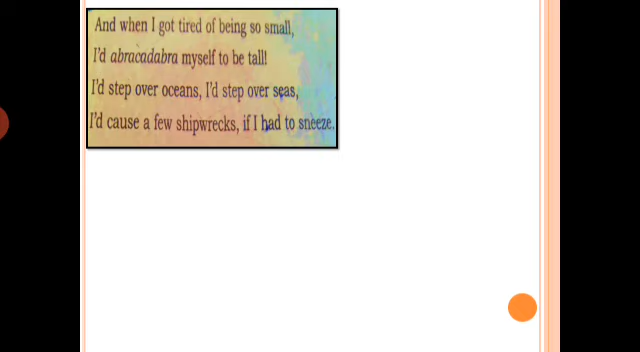 And when I got tired of being so small,
I'd abracadabra myself to be tall!
I'd step over oceans, I'd step over seas,
I'd cause a few shipwrecks, if I had to sneeze.